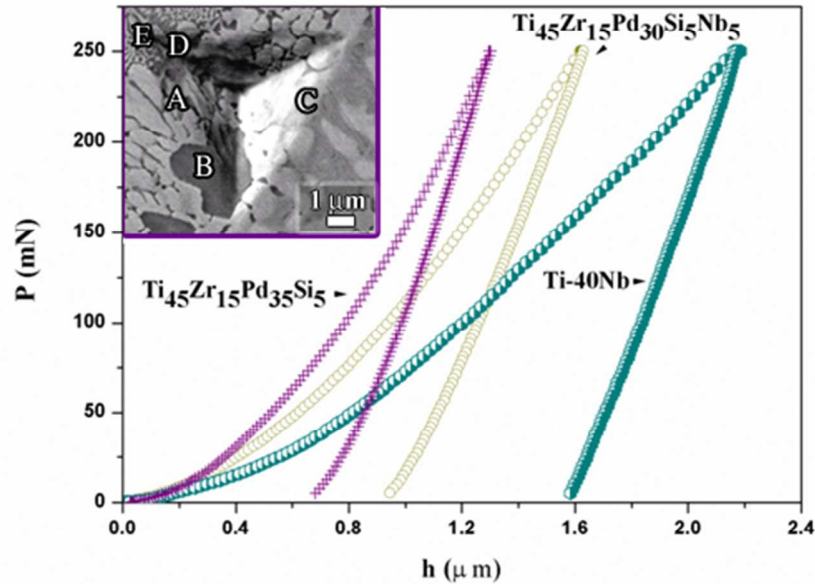 Ti45Zr15Pd30Si5Nb5
250
E
D
A
C
200
B
1 μm
150
Ti45Zr15Pd35Si5
Ti-40Nb
P (mN)
100
50
0
0.0 0.4 0.8 1.2 1.6 2.0 2.4
h (μ m)